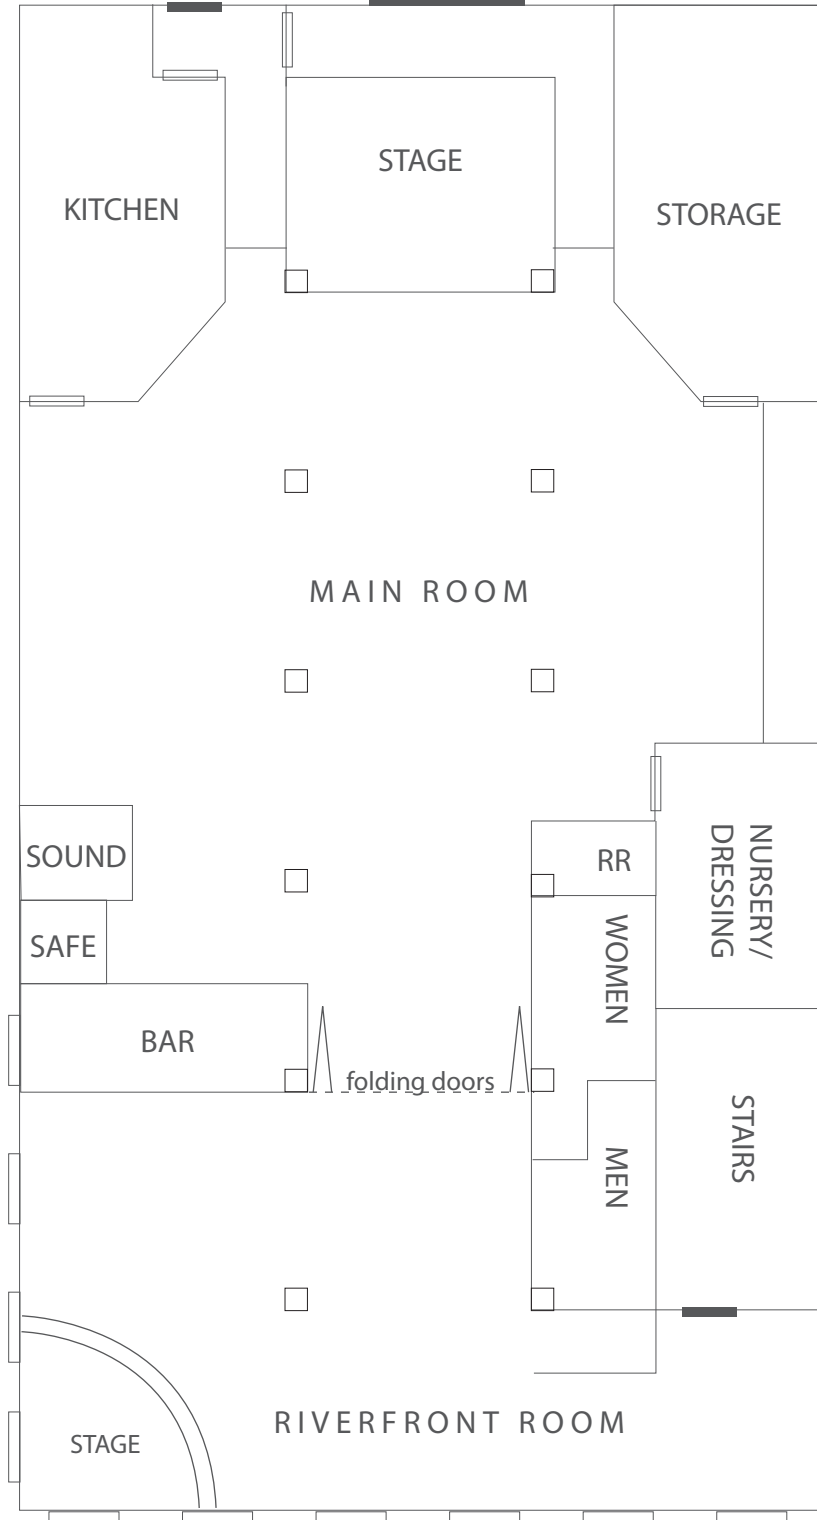 STAGE
KITCHEN
STORAGE
MAIN ROOM
SOUND
RR
NURSERY/
DRESSING
SAFE
WOMEN
BAR
folding doors
STAIRS
MEN
RIVERFRONT ROOM
STAGE